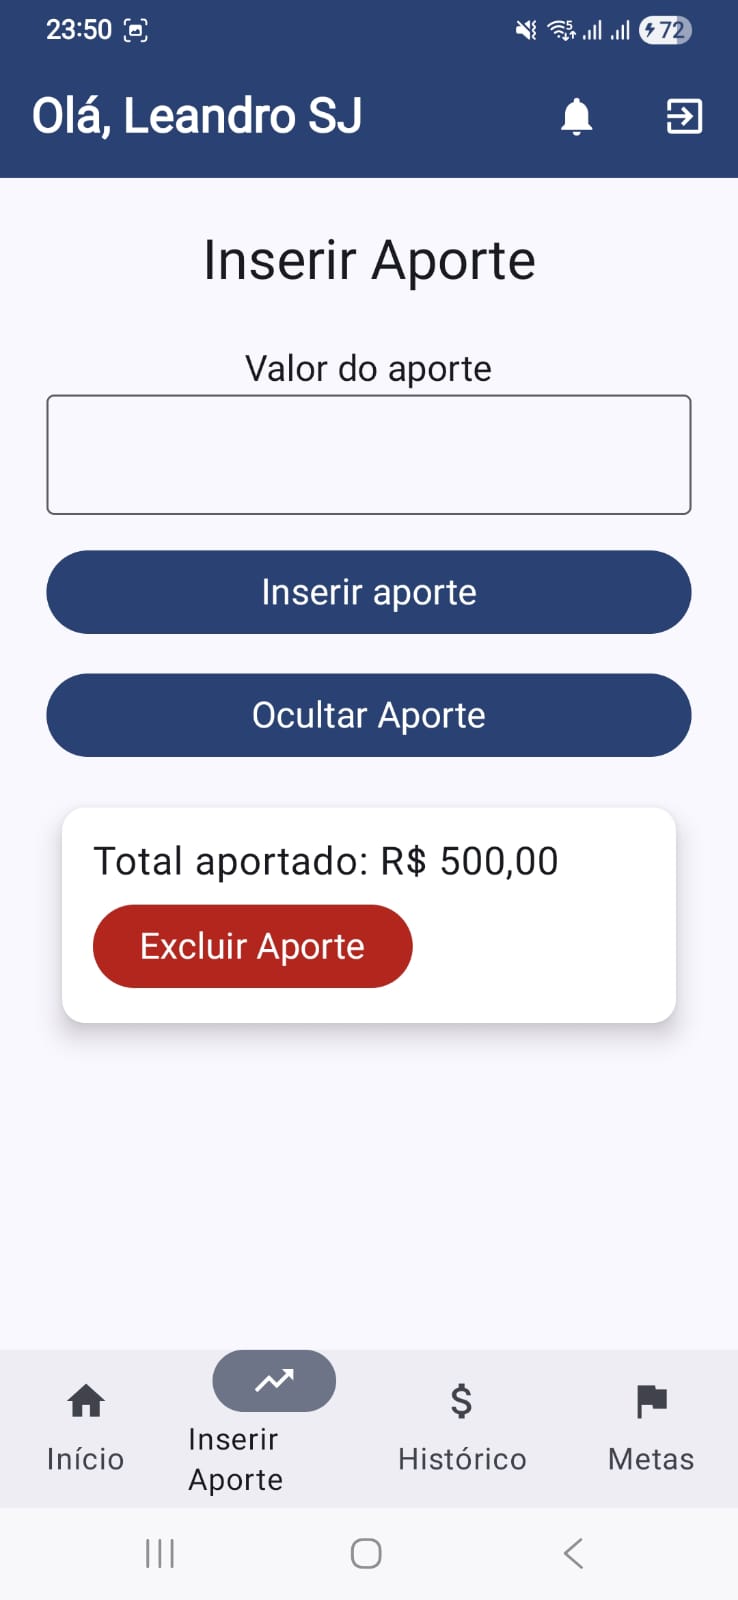 23:50
72
Olá, Leandro SJ
Inserir Aporte
Valor do aporte
Inserir aporte
Ocultar Aporte
Total aportado: R$ 500,00
Excluir Aporte
Início
Inserir
Aporte
Histórico
Metas